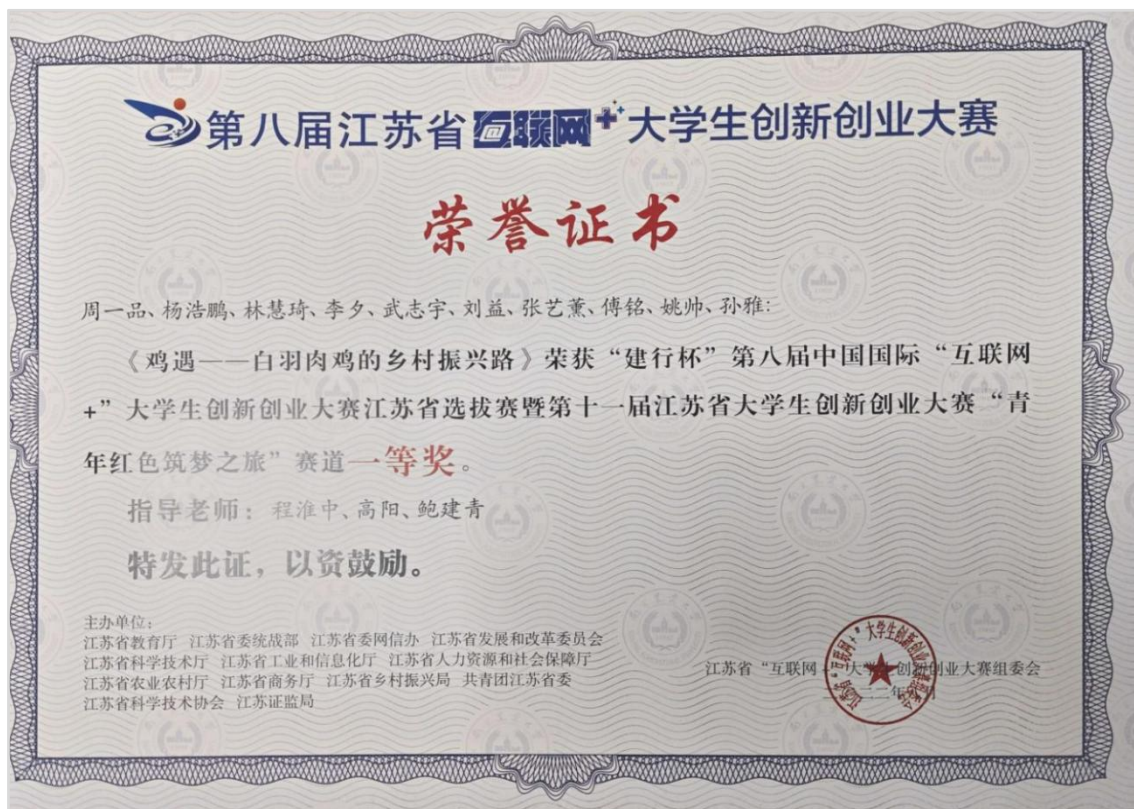 第八届江苏省互联网+大学生创新创业大赛
荣誉证书
周一品、杨浩鹏、林慧琦、李夕、武志宇、刘益、张艺薰、傅铭、姚帅、孙雅：
《鸡遇——白羽肉鸡的乡村振兴路》荣获“建行杯”第八届中国国际“互联网
+”大学生创新创业大赛江苏省选拔赛暨第十一届江苏省大学生创新创业大赛“青
年红色筑梦之旅”赛道一等奖。
指导老师：程淮中、高阳、鲍建青
特发此证，以资鼓励。
主办单位：
江苏省教育厅 江苏省委统战部 江苏省委网信办 江苏省发展和改革委员会
江苏省科学技术厅 江苏省工业和信息化厅 江苏省人力资源和社会保障厅
江苏省农业农村厅 江苏省商务厅 江苏省乡村振兴局 共青团江苏省委
江苏省科学技术协会 江苏证监局
江苏省“互联网+”大学生创新创业大赛组委会